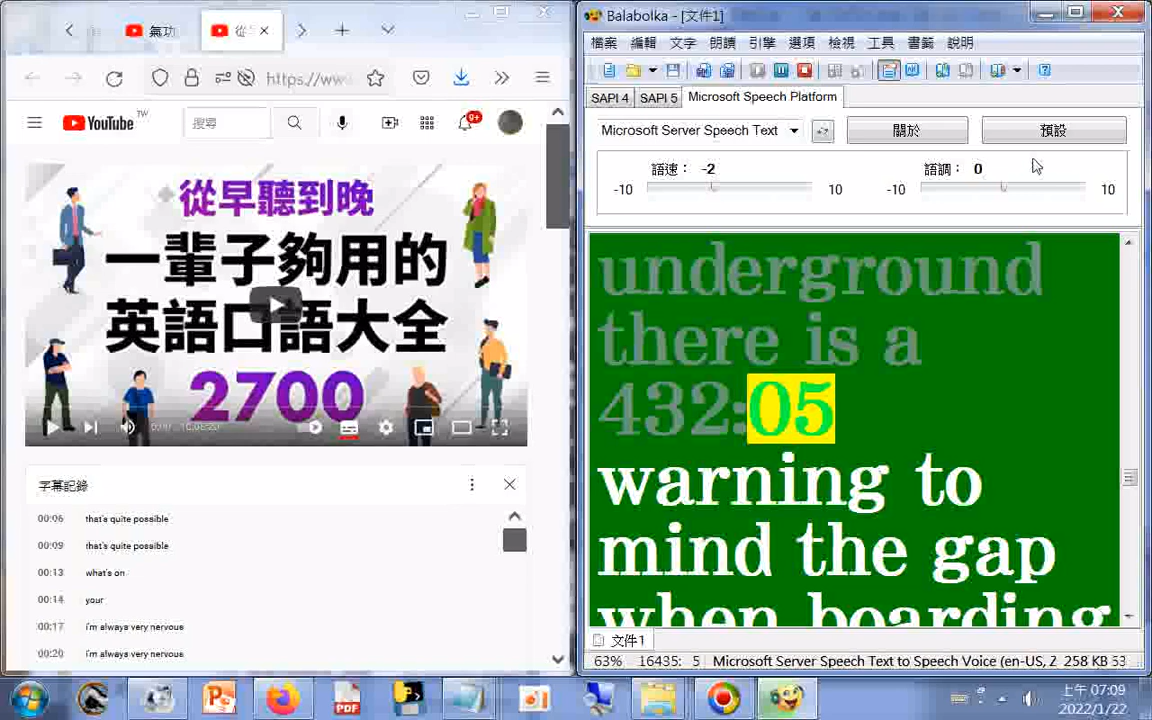 氣功
從
https://www
YouTube TW
搜尋
9+
從早聽到晚
一輩子夠用的
英語口語大全
2700
字幕記錄
00:06 that's quite possible
00:09 that's quite possible
00:13 what's on
00:14 your
00:17 i'm always very nervous
00:20 i'm always very nervous
Balabolka - [文件1]
檔案 編輯 文字 朗讀 引擎 選項 檢視 工具 書籤 說明
SAPI 4 SAPI 5 Microsoft Speech Platform
Microsoft Server Speech Text 關於 預設
語速： -2 語調： 0
-10 10 -10 10
underground
there is a
432:05
warning to
mind the gap
when boarding
文件1
63% 16435: 5 Microsoft Server Speech Text to Speech Voice (en-US, 2 258 KB 53
PDF
上午 07:09
2022/1/22